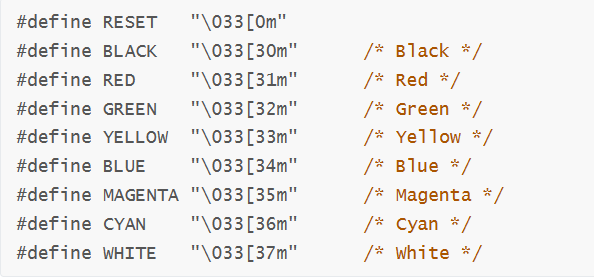 #define RESET   "\033[0m"
#define BLACK   "\033[30m"      /* Black */
#define RED     "\033[31m"      /* Red */
#define GREEN   "\033[32m"      /* Green */
#define YELLOW  "\033[33m"      /* Yellow */
#define BLUE    "\033[34m"      /* Blue */
#define MAGENTA "\033[35m"      /* Magenta */
#define CYAN    "\033[36m"      /* Cyan */
#define WHITE   "\033[37m"      /* White */